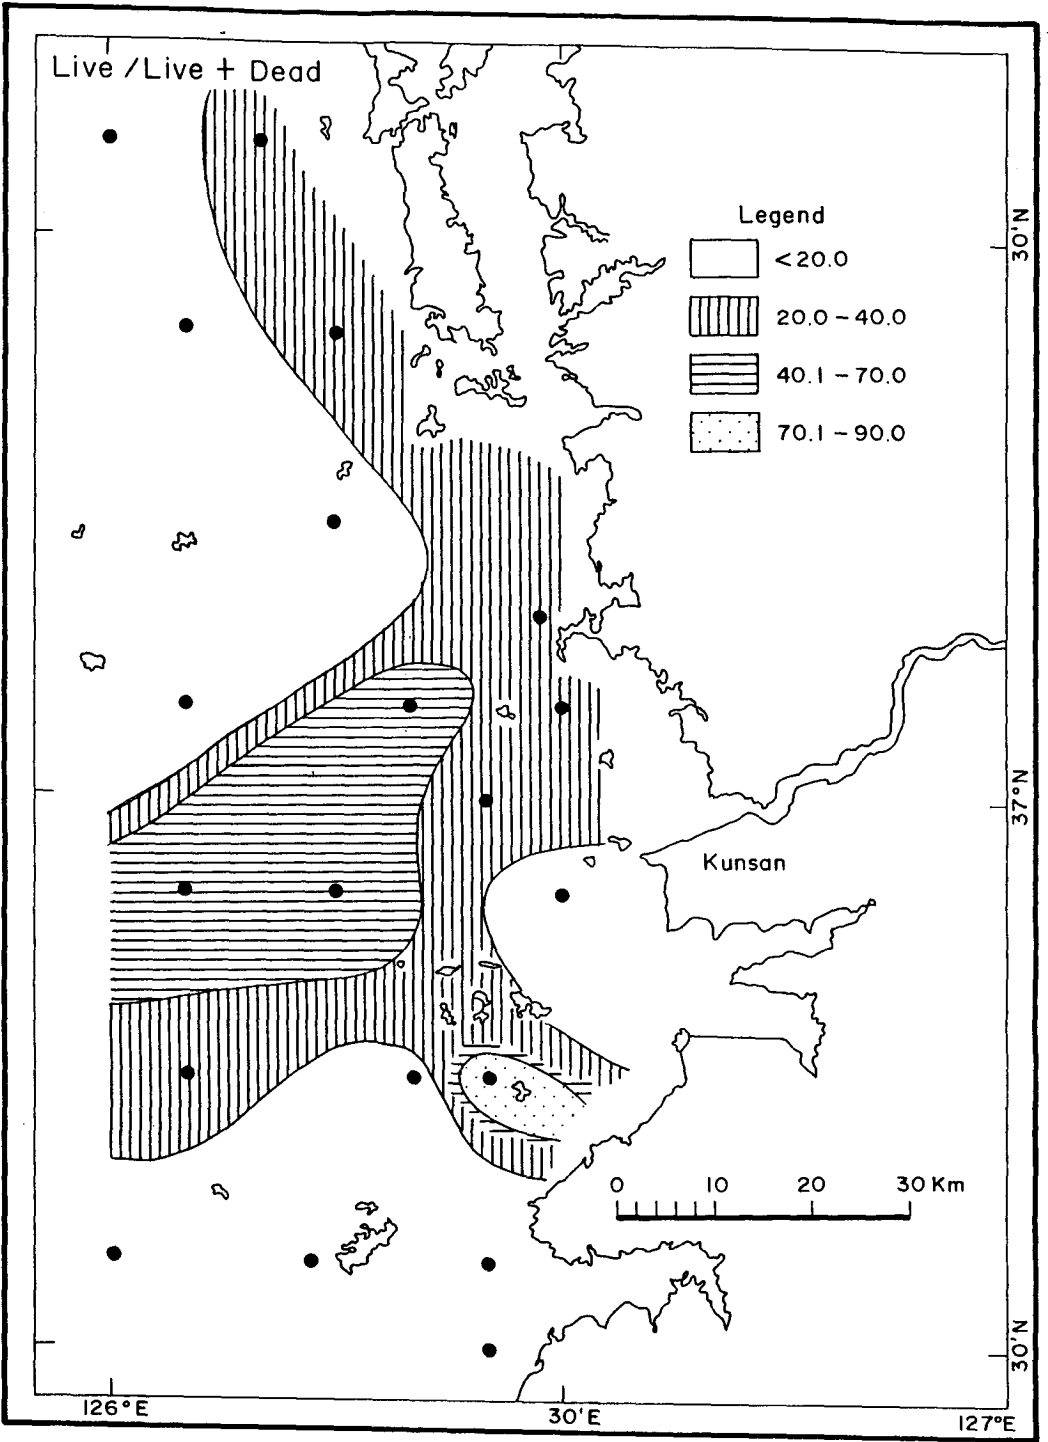 Live /Live + Dead
Legend
<20.0
20.0 – 40.0
40.1 – 70.0
70.1 – 90.0
30'N
37°N
Kunsan
0 10 20 30 Km
30'N
126°E 30'E 127°E